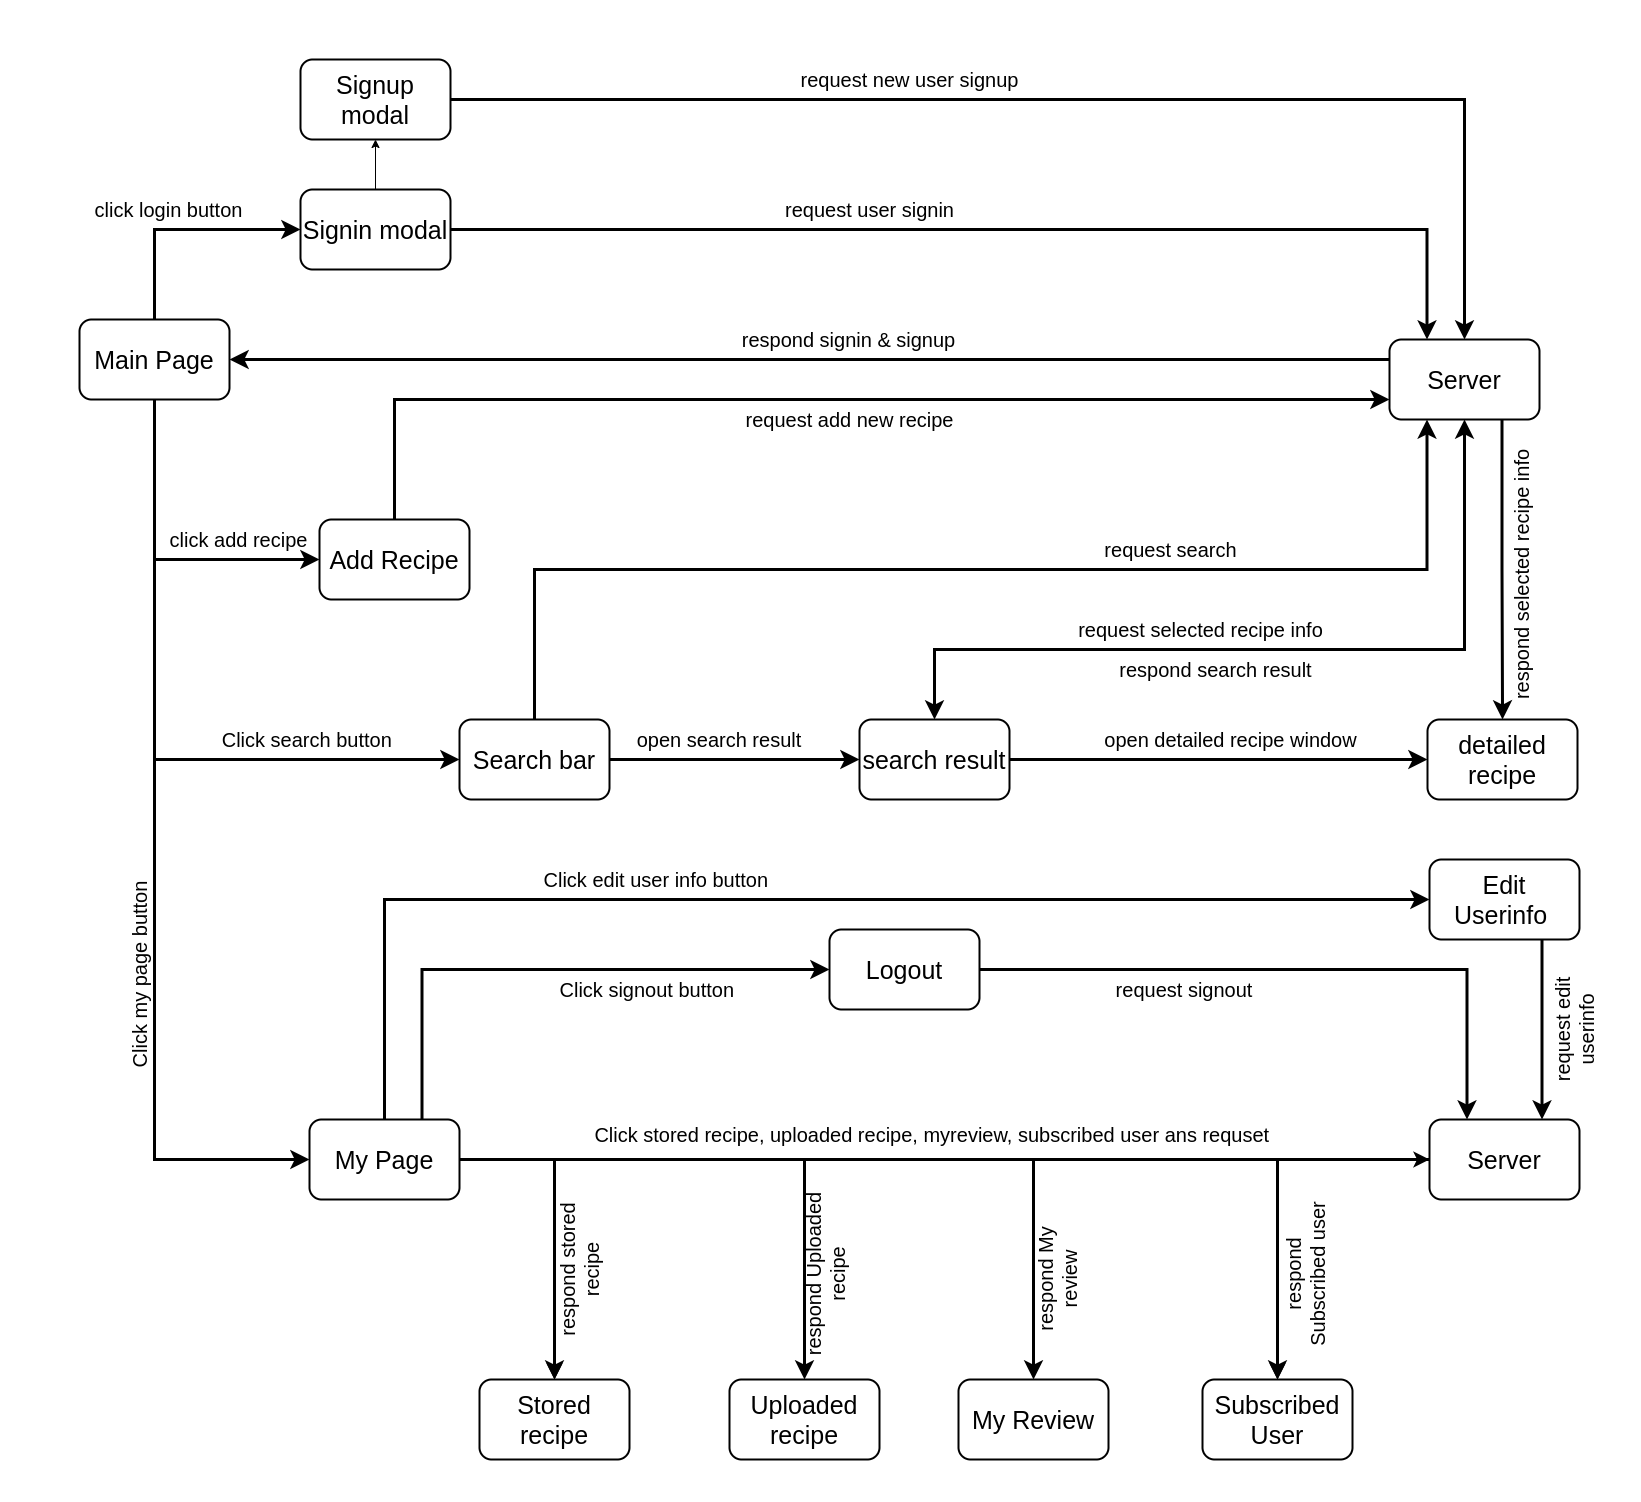 Signup
modal
request new user signup
click login button
Signin modal
request user signin
Main Page
respond signin & signup
Server
request add new recipe
respond selected recipe info
click add recipe
Add Recipe
request search
request selected recipe info
respond search result
Click search button
Search bar
open search result
search result
open detailed recipe window
detailed
recipe
Click my page button
Click edit user info button
Edit
Userinfo
Logout
Click signout button
request signout
request edit
userinfo
My Page
Click stored recipe, uploaded recipe, myreview, subscribed user ans requset
Server
respond stored
recipe
respond Uploaded
recipe
respond My
review
respond
Subscribed user
Stored
recipe
Uploaded
recipe
My Review
Subscribed
User